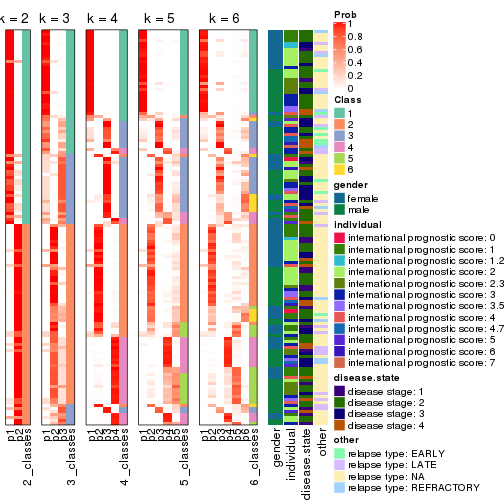 k = 2
k = 3
k = 4
k = 5
k = 6
Prob
1
0.8
0.6
0.4
0.2
0
Class
1
2
3
4
5
6
gender
female
male
individual
international prognostic score: 0
international prognostic score: 1
international prognostic score: 1.2
international prognostic score: 2
international prognostic score: 2.3
international prognostic score: 3
international prognostic score: 3.5
international prognostic score: 4
international prognostic score: 4.7
international prognostic score: 5
international prognostic score: 6
international prognostic score: 7
disease.state
disease stage: 1
disease stage: 2
disease stage: 3
disease stage: 4
other
relapse type: EARLY
relapse type: LATE
relapse type: NA
relapse type: REFRACTORY
p1
p2
2_classes
p1
p2
p3
3_classes
p1
p2
p3
4_classes
p1
p2
p3
5_classes
p1
p2
p3
6_classes
gender
individual
disease.state
other